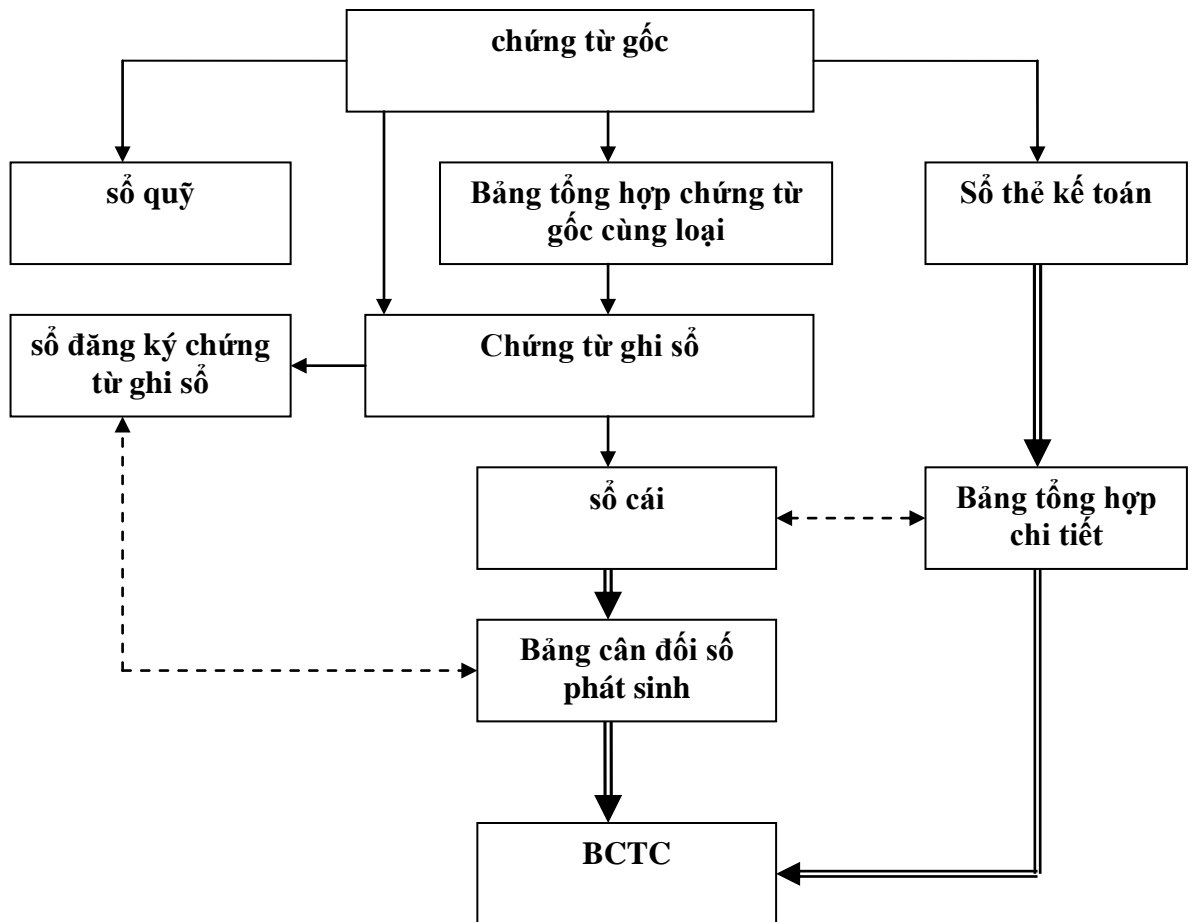 chứng từ gốc
sổ quỹ
Bảng tổng hợp chứng từ
gốc cùng loại
Sổ thẻ kế toán
sổ đăng ký chứng
từ ghi sổ
Chứng từ ghi sổ
sổ cái
Bảng tổng hợp
chi tiết
Bảng cân đối số
phát sinh
BCTC